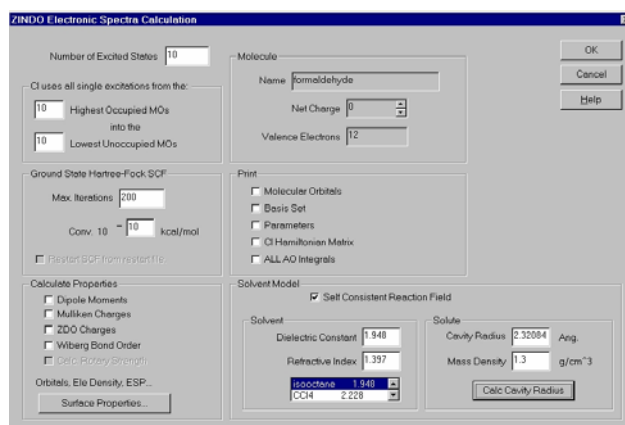 ZINDO Electronic Spectra Calculation
Number of Excited States 10
CI uses all single excitations from the:
10 Highest Occupied MOs
into the
10 Lowest Unoccupied MOs
Molecule
Name formaldehyde
Net Charge 0
Valence Electrons 12
OK
Cancel
Help
Ground State Hartree-Fock SCF
Max. Iterations 200
Conv. 10 - 10 kcal/mol
Restart SCF from restart file
Print
Molecular Orbitals
Basis Set
Parameters
CI Hamiltonian Matrix
ALL AO Integrals
Calculate Properties
Dipole Moments
Mulliken Charges
ZDO Charges
Wiberg Bond Order
Calc. Rotary Strength
Orbitals, Ele Density, ESP...
Surface Properties...
Solvent Model
Self Consistent Reaction Field
Solvent
Dielectric Constant 1.948
Refractive Index 1.397
isooctane 1.948
CCl4 2.228
Solute
Cavity Radius 2.32084 Ang.
Mass Density 1.3 g/cm^3
Calc Cavity Radius